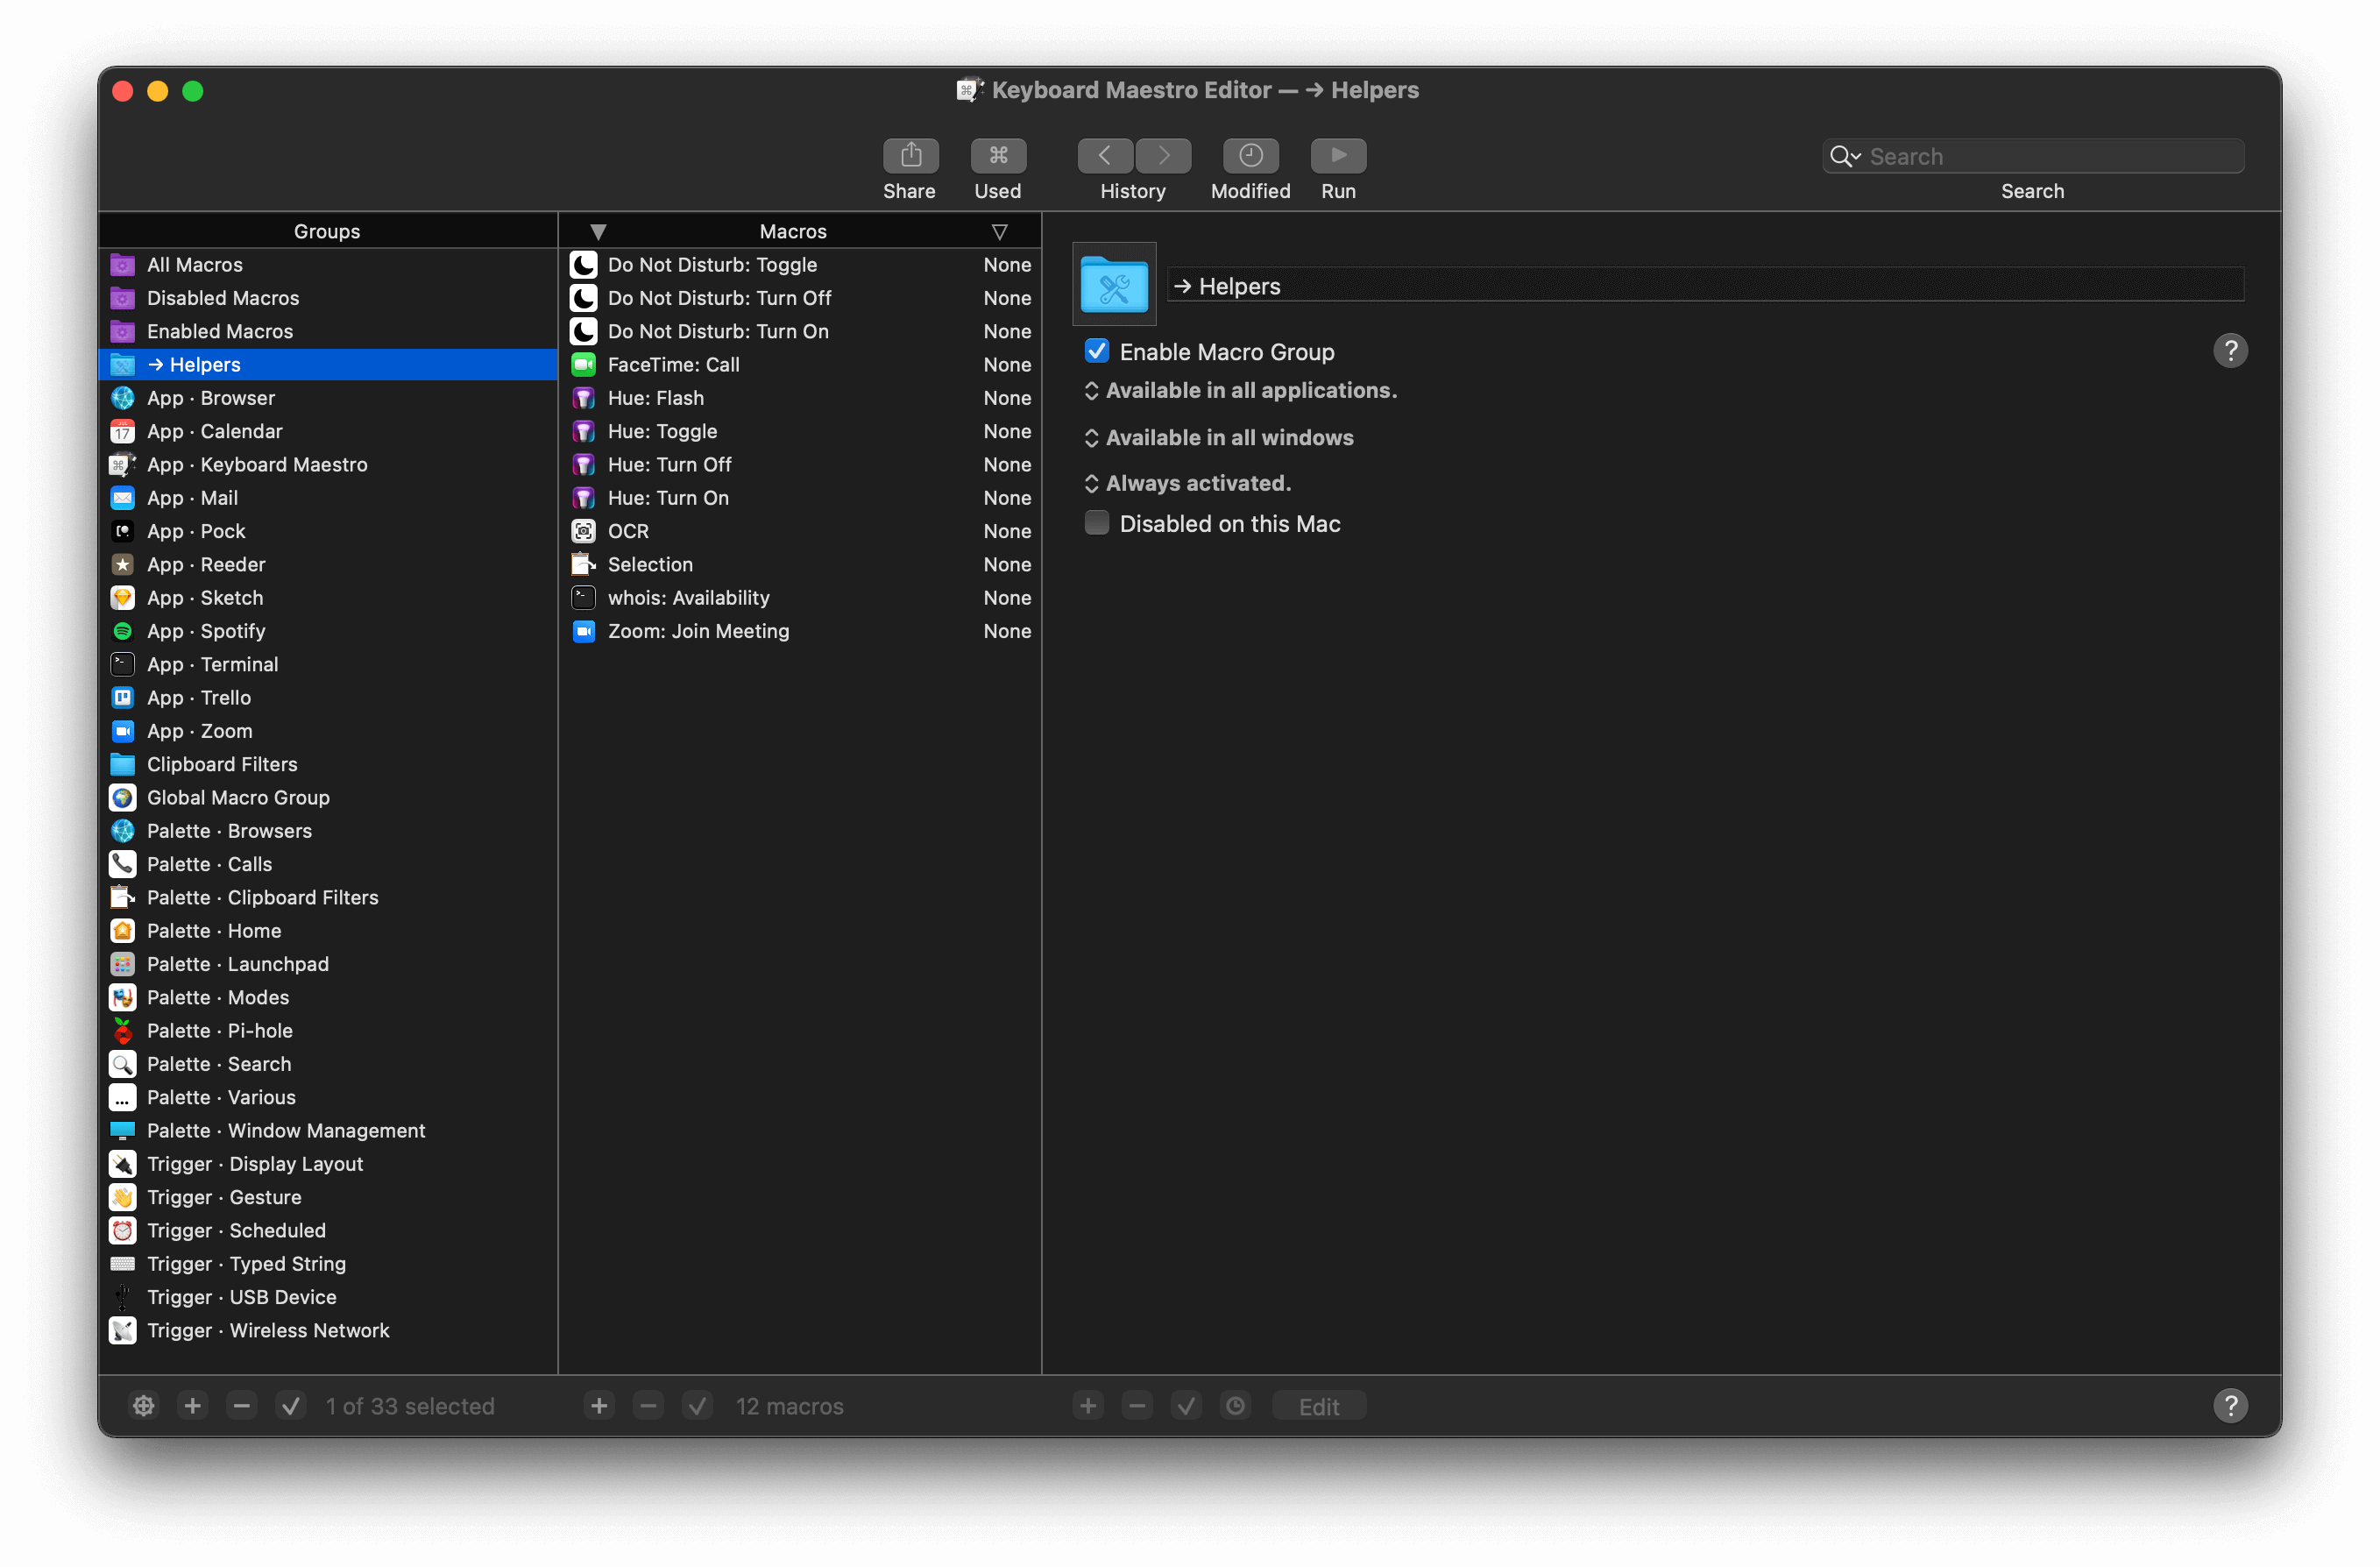 Keyboard Maestro Editor — → Helpers
Share
Used
History
Modified
Run
Search
Search
Groups
All Macros
Disabled Macros
Enabled Macros
→ Helpers
App · Browser
App · Calendar
App · Keyboard Maestro
App · Mail
App · Pock
App · Reeder
App · Sketch
App · Spotify
App · Terminal
App · Trello
App · Zoom
Clipboard Filters
Global Macro Group
Palette · Browsers
Palette · Calls
Palette · Clipboard Filters
Palette · Home
Palette · Launchpad
Palette · Modes
Palette · Pi-hole
Palette · Search
Palette · Various
Palette · Window Management
Trigger · Display Layout
Trigger · Gesture
Trigger · Scheduled
Trigger · Typed String
Trigger · USB Device
Trigger · Wireless Network
1 of 33 selected
Macros
Do Not Disturb: Toggle None
Do Not Disturb: Turn Off None
Do Not Disturb: Turn On None
FaceTime: Call None
Hue: Flash None
Hue: Toggle None
Hue: Turn Off None
Hue: Turn On None
OCR None
Selection None
whois: Availability None
Zoom: Join Meeting None
12 macros
→ Helpers
Enable Macro Group
?
Available in all applications.
Available in all windows
Always activated.
Disabled on this Mac
Edit
?